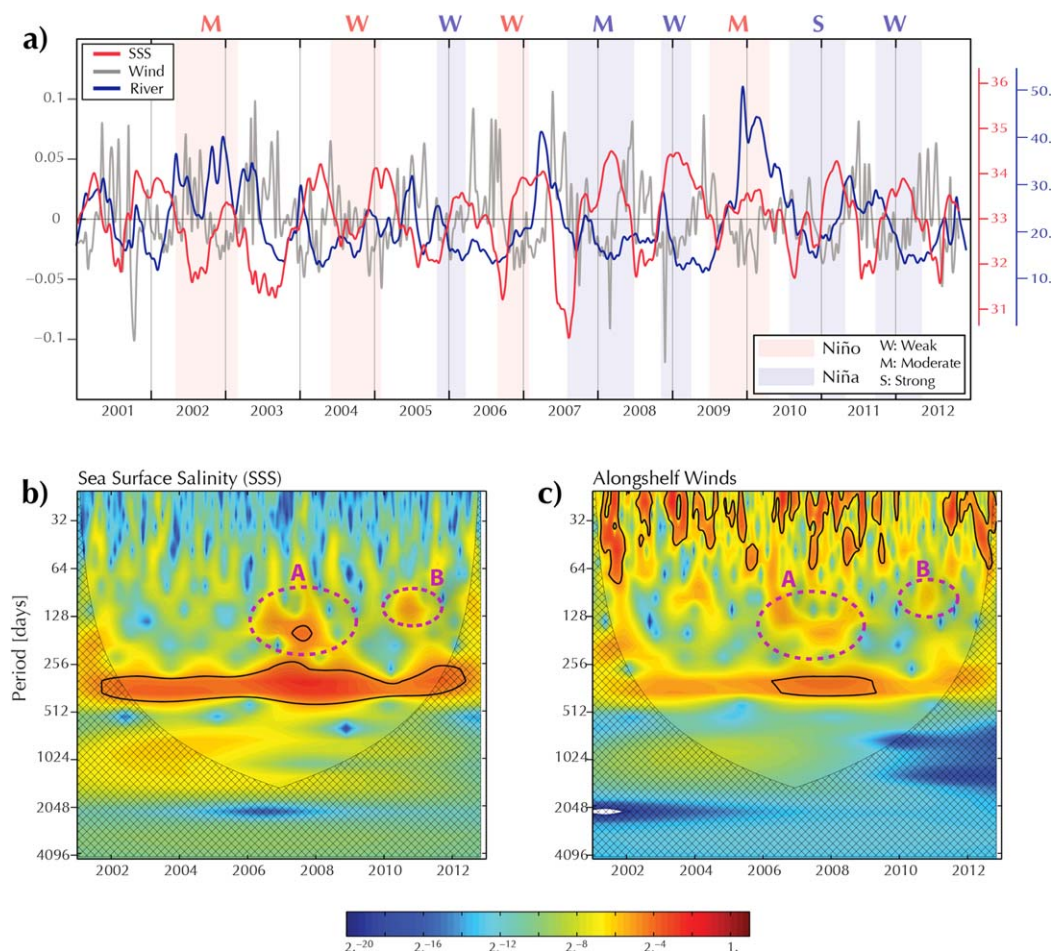 M W W W M W M S W
a)
SSS
Wind
River
0.1
0.05
0
−0.05
−0.1
36
35
34
33
32
31
50.
40.
30.
20.
10.
Niño
Niña
W: Weak
M: Moderate
S: Strong
2001 2002 2003 2004 2005 2006 2007 2008 2009 2010 2011 2012
b) Sea Surface Salinity (SSS)
Period [days]
32
64
128
256
512
1024
2048
4096
A
B
2002 2004 2006 2008 2010 2012
c) Alongshelf Winds
32
64
128
256
512
1024
2048
4096
A
B
2002 2004 2006 2008 2010 2012
2.⁻²⁰ 2.⁻¹⁶ 2.⁻¹² 2.⁻⁸ 2.⁻⁴ 1.